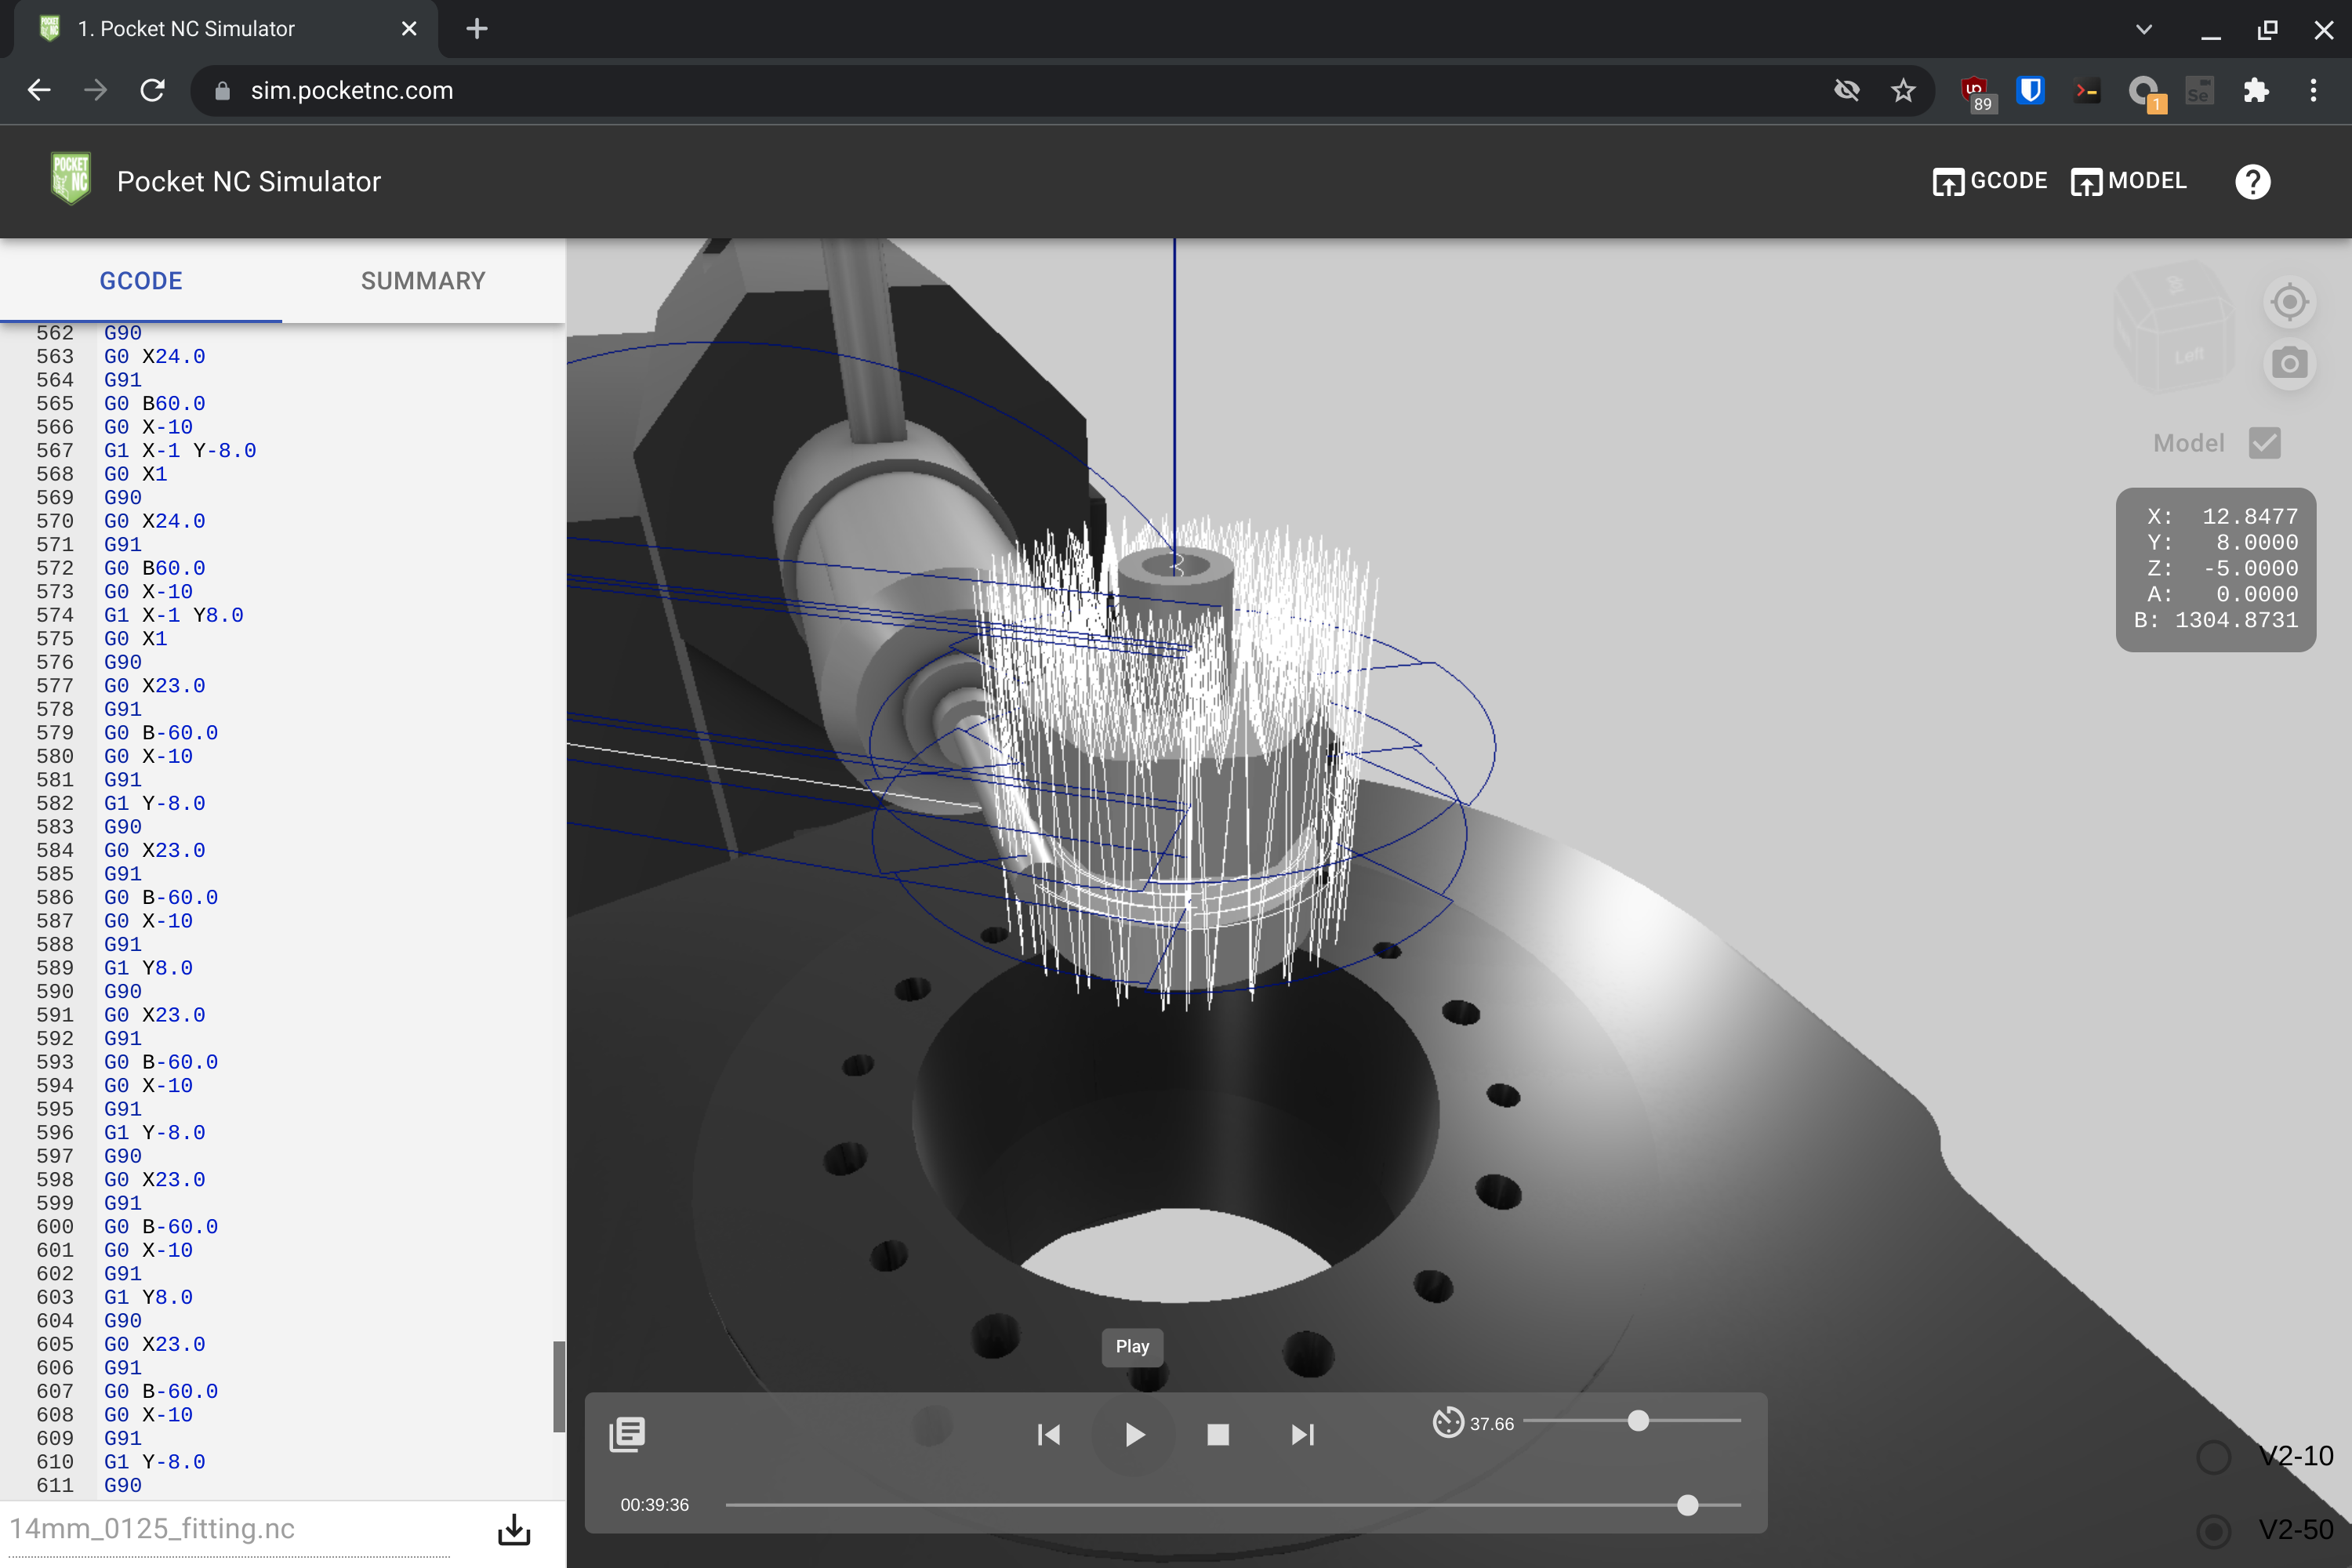 1. Pocket NC Simulator
sim.pocketnc.com
89
1
Se
POCKET NC
Pocket NC Simulator
GCODE
MODEL
GCODE
SUMMARY
562 G90
563 G0 X24.0
564 G91
565 G0 B60.0
566 G0 X-10
567 G1 X-1 Y-8.0
568 G0 X1
569 G90
570 G0 X24.0
571 G91
572 G0 B60.0
573 G0 X-10
574 G1 X-1 Y8.0
575 G0 X1
576 G90
577 G0 X23.0
578 G91
579 G0 B-60.0
580 G0 X-10
581 G91
582 G1 Y-8.0
583 G90
584 G0 X23.0
585 G91
586 G0 B-60.0
587 G0 X-10
588 G91
589 G1 Y8.0
590 G90
591 G0 X23.0
592 G91
593 G0 B-60.0
594 G0 X-10
595 G91
596 G1 Y-8.0
597 G90
598 G0 X23.0
599 G91
600 G0 B-60.0
601 G0 X-10
602 G91
603 G1 Y8.0
604 G90
605 G0 X23.0
606 G91
607 G0 B-60.0
608 G0 X-10
609 G91
610 G1 Y-8.0
611 G90
14mm_0125_fitting.nc
Left
Model
X: 12.8477
Y: 8.0000
Z: -5.0000
A: 0.0000
B: 1304.8731
Play
37.66
00:39:36
V2-10
V2-50